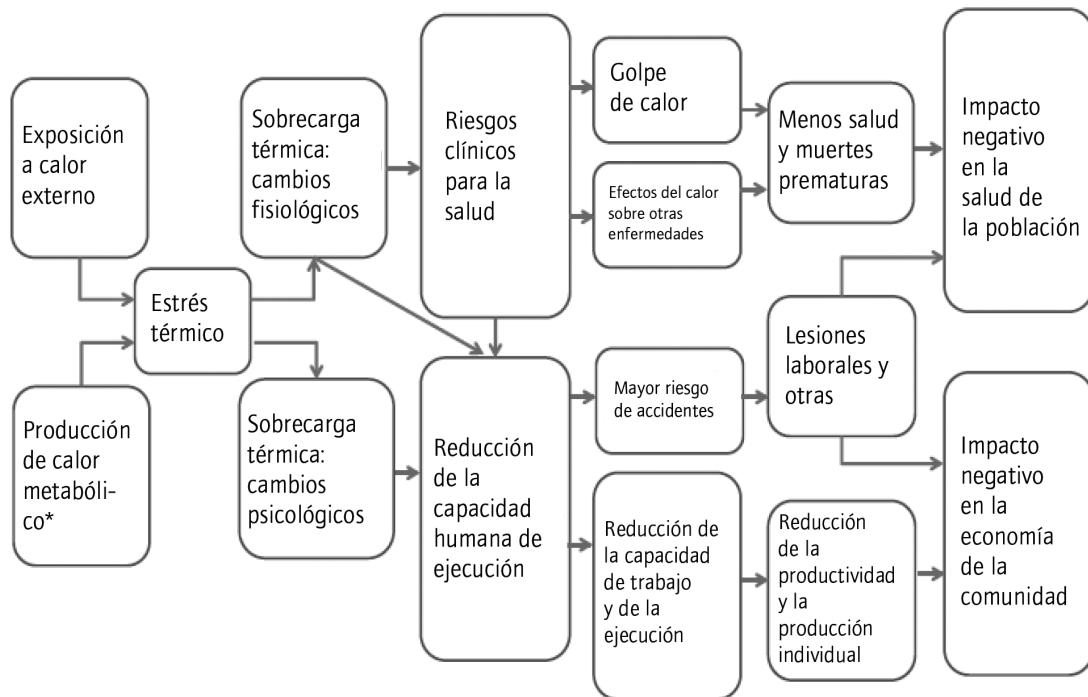 Exposición
a calor
externo
Producción
de calor
metabóli-
co*
Estrés
térmico
Sobrecarga
térmica:
cambios
fisiológicos
Sobrecarga
térmica:
cambios
psicológicos
Riesgos
clínicos
para la
salud
Reducción
de la
capacidad
humana de
ejecución
Golpe
de calor
Efectos del calor
sobre otras
enfermedades
Mayor riesgo
de accidentes
Reducción de
la capacidad
de trabajo
y de la
ejecución
Menos salud
y muertes
prematuras
Lesiones
laborales y
otras
Reducción
de la
productividad
y la
producción
individual
Impacto
negativo
en la
salud de
la población
Impacto
negativo
en la
economía
de la
comunidad